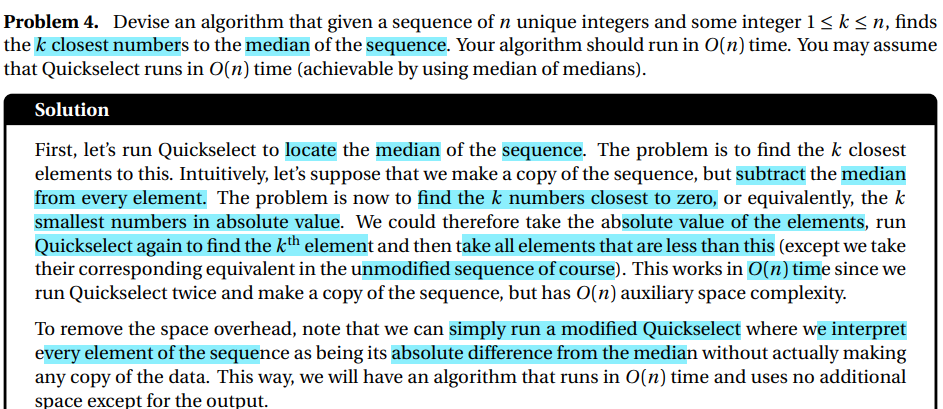 Problem 4. Devise an algorithm that given a sequence of n unique integers and some integer 1 ≤ k ≤ n, finds
the k closest numbers to the median of the sequence. Your algorithm should run in O(n) time. You may assume
that Quickselect runs in O(n) time (achievable by using median of medians).
Solution
First, let's run Quickselect to locate the median of the sequence. The problem is to find the k closest
elements to this. Intuitively, let's suppose that we make a copy of the sequence, but subtract the median
from every element. The problem is now to find the k numbers closest to zero, or equivalently, the k
smallest numbers in absolute value. We could therefore take the absolute value of the elements, run
Quickselect again to find the kth element and then take all elements that are less than this (except we take
their corresponding equivalent in the unmodified sequence of course). This works in O(n) time since we
run Quickselect twice and make a copy of the sequence, but has O(n) auxiliary space complexity.
To remove the space overhead, note that we can simply run a modified Quickselect where we interpret
every element of the sequence as being its absolute difference from the median without actually making
any copy of the data. This way, we will have an algorithm that runs in O(n) time and uses no additional
space except for the output.